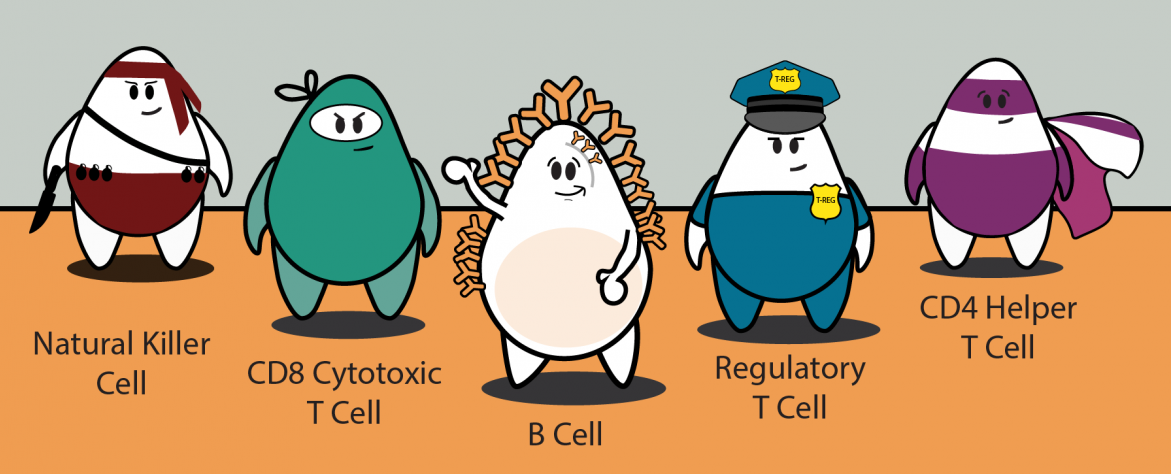 Natural Killer
Cell
CD8 Cytotoxic
T Cell
B Cell
T-REG
T-REG
Regulatory
T Cell
CD4 Helper
T Cell